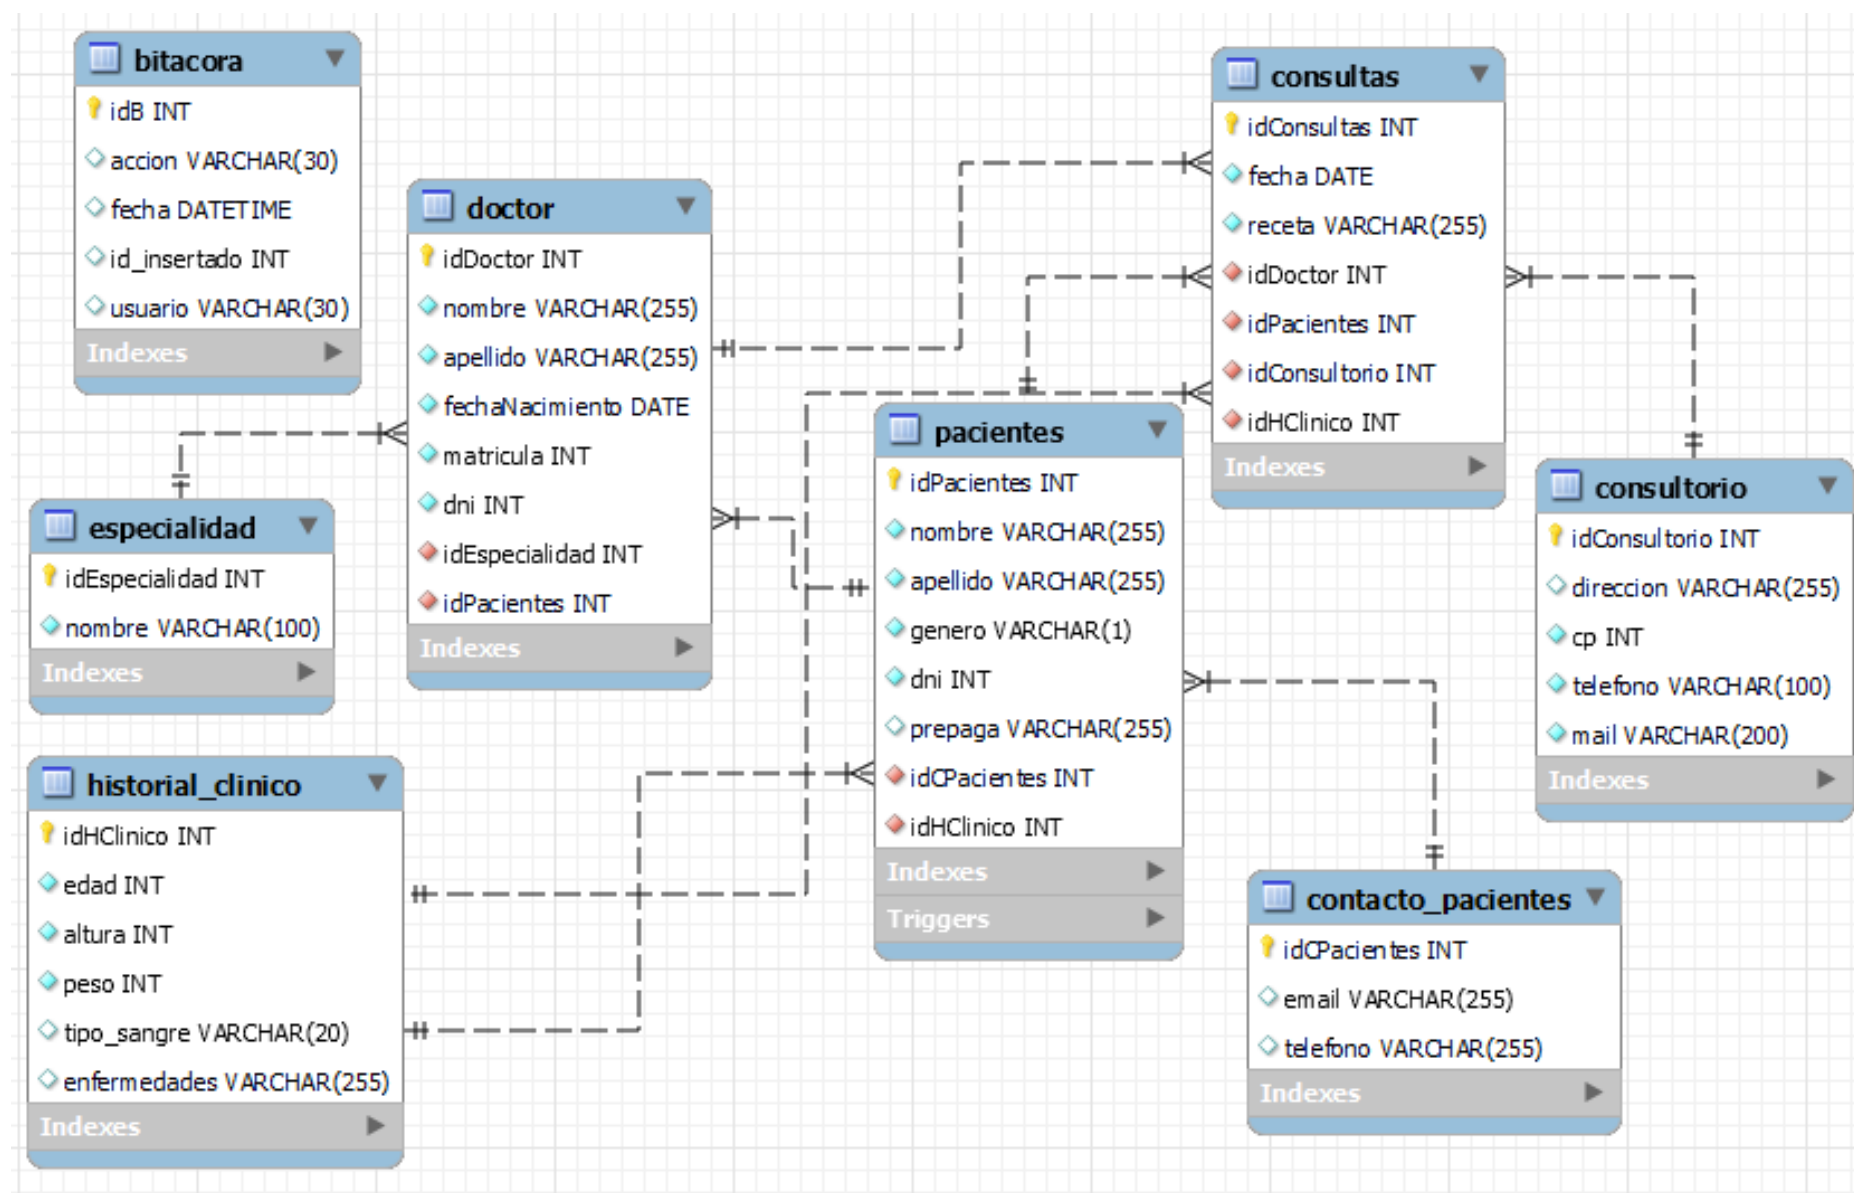 bitacora
idB INT
accion VARCHAR(30)
fecha DATETIME
id_insertado INT
usuario VARCHAR(30)
Indexes
doctor
idDoctor INT
nombre VARCHAR(255)
apellido VARCHAR(255)
fechaNacimiento DATE
matricula INT
dni INT
idEspecialidad INT
idPacientes INT
Indexes
consultas
idConsultas INT
fecha DATE
receta VARCHAR(255)
idDoctor INT
idPacientes INT
idConsultorio INT
idHClinico INT
Indexes
pacientes
idPacientes INT
nombre VARCHAR(255)
apellido VARCHAR(255)
genero VARCHAR(1)
dni INT
prepaga VARCHAR(255)
idCPacientes INT
idHClinico INT
Indexes
Triggers
consultorio
idConsultorio INT
direccion VARCHAR(255)
cp INT
telefono VARCHAR(100)
mail VARCHAR(200)
Indexes
especialidad
idEspecialidad INT
nombre VARCHAR(100)
Indexes
historial_clinico
idHClinico INT
edad INT
altura INT
peso INT
tipo_sangre VARCHAR(20)
enfermedades VARCHAR(255)
Indexes
contacto_pacientes
idCPacientes INT
email VARCHAR(255)
telefono VARCHAR(255)
Indexes